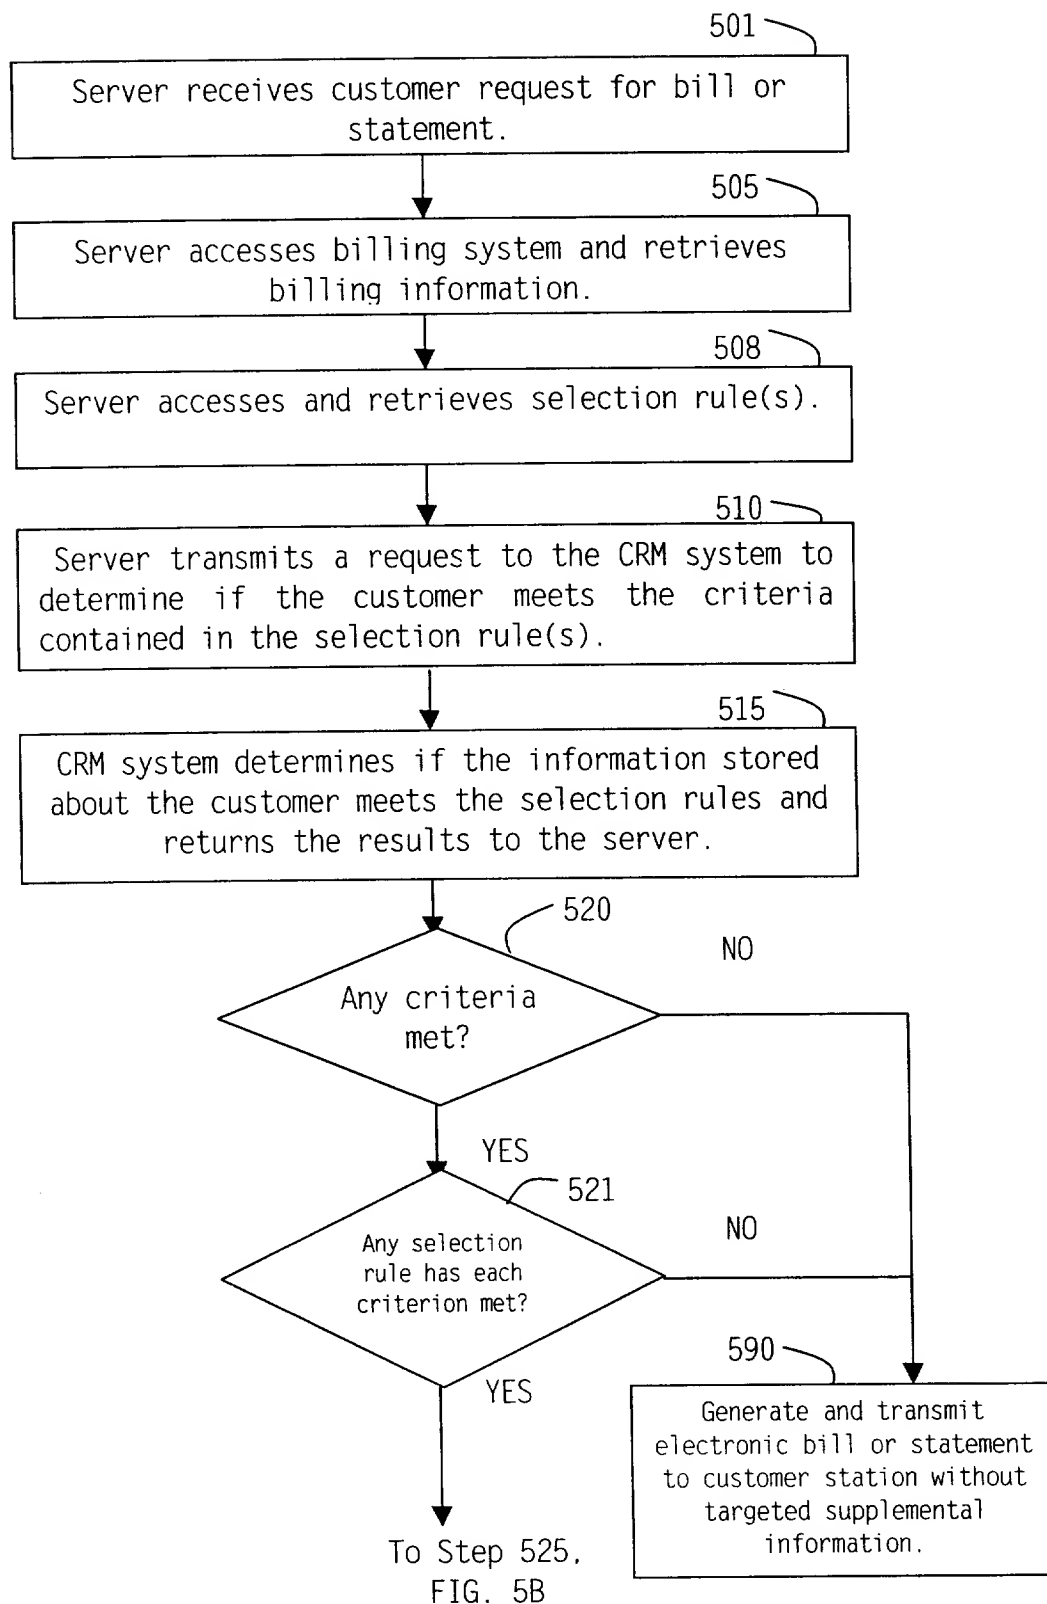 501
Server receives customer request for bill or
statement.
505
Server accesses billing system and retrieves
billing information.
508
Server accesses and retrieves selection rule(s).
510
Server transmits a request to the CRM system to
determine if the customer meets the criteria
contained in the selection rule(s).
515
CRM system determines if the information stored
about the customer meets the selection rules and
returns the results to the server.
520
NO
Any criteria
met?
YES
521
NO
Any selection
rule has each
criterion met?
YES
590
Generate and transmit
electronic bill or statement
to customer station without
targeted supplemental
information.
To Step 525.
FIG. 5B